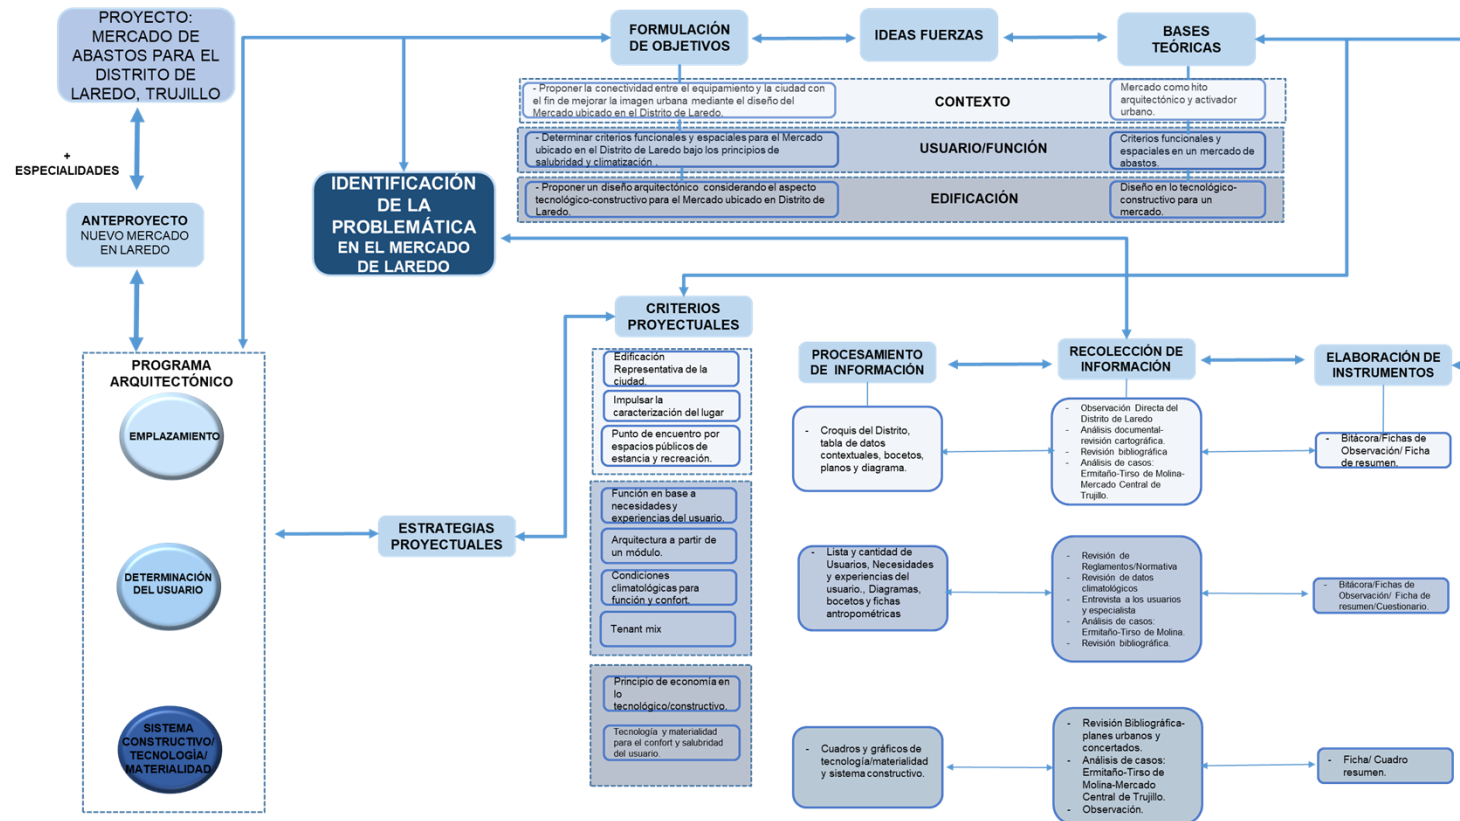 PROYECTO:
MERCADO DE
ABASTOS PARA EL
DISTRITO DE
LAREDO, TRUJILLO
+
ESPECIALIDADES
ANTEPROYECTO
NUEVO MERCADO
EN LAREDO
PROGRAMA
ARQUITECTÓNICO
EMPLAZAMIENTO
DETERMINACIÓN
DEL USUARIO
SISTEMA
CONSTRUCTIVO/
TECNOLOGÍA/
MATERIALIDAD
IDENTIFICACIÓN
DE LA
PROBLEMÁTICA
EN EL MERCADO
DE LAREDO
FORMULACIÓN
DE OBJETIVOS
IDEAS FUERZAS
BASES
TEÓRICAS
- Proponer la conectividad entre el equipamiento y la ciudad con
el fin de mejorar la imagen urbana mediante el diseño del
Mercado ubicado en el Distrito de Laredo.
CONTEXTO
Mercado como hito
arquitectónico y activador
urbano.
- Determinar criterios funcionales y espaciales para el Mercado
ubicado en el Distrito de Laredo bajo los principios de
salubridad y climatización .
USUARIO/FUNCIÓN
Criterios funcionales y
espaciales en un mercado de
abastos.
- Proponer un diseño arquitectónico considerando el aspecto
tecnológico-constructivo para el Mercado ubicado en Distrito de
Laredo.
EDIFICACIÓN
Diseño en lo tecnológico-
constructivo para un
mercado.
ESTRATEGIAS
PROYECTUALES
CRITERIOS
PROYECTUALES
Edificación
Representativa de la
ciudad.
Impulsar la
caracterización del lugar
Punto de encuentro por
espacios públicos de
estancia y recreación.
Función en base a
necesidades y
experiencias del usuario.
Arquitectura a partir de
un módulo.
Condiciones
climatológicas para
función y confort.
Tenant mix
Principio de economía en
lo
tecnológico/constructivo.
Tecnología y materialidad
para el confort y salubridad
del usuario.
PROCESAMIENTO
DE INFORMACIÓN
- Croquis del Distrito,
tabla de datos
contextuales, bocetos,
planos y diagrama.
- Lista y cantidad de
Usuarios, Necesidades
y experiencias del
usuario., Diagramas,
bocetos y fichas
antropométricas
- Cuadros y gráficos de
tecnología/materialidad
y sistema constructivo.
RECOLECCIÓN DE
INFORMACIÓN
- Observación Directa del
Distrito de Laredo
- Análisis documental-
revisión cartográfica.
- Revisión bibliográfica
- Análisis de casos:
Ermitaño-Tirso de Molina-
Mercado Central de
Trujillo.
- Revisión de
Reglamentos/Normativa
- Revisión de datos
climatológicos
- Entrevista a los usuarios
y especialista
- Análisis de casos:
Ermitaño-Tirso de Molina.
- Revisión bibliográfica.
- Revisión Bibliográfica-
planes urbanos y
concertados.
- Análisis de casos:
Ermitaño-Tirso de
Molina-Mercado
Central de Trujillo.
- Observación.
ELABORACIÓN DE
INSTRUMENTOS
- Bitácora/Fichas de
Observación/ Ficha
de resumen.
- Bitácora/Fichas de
Observación/ Ficha de
resumen/Cuestionario.
- Ficha/ Cuadro
resumen.